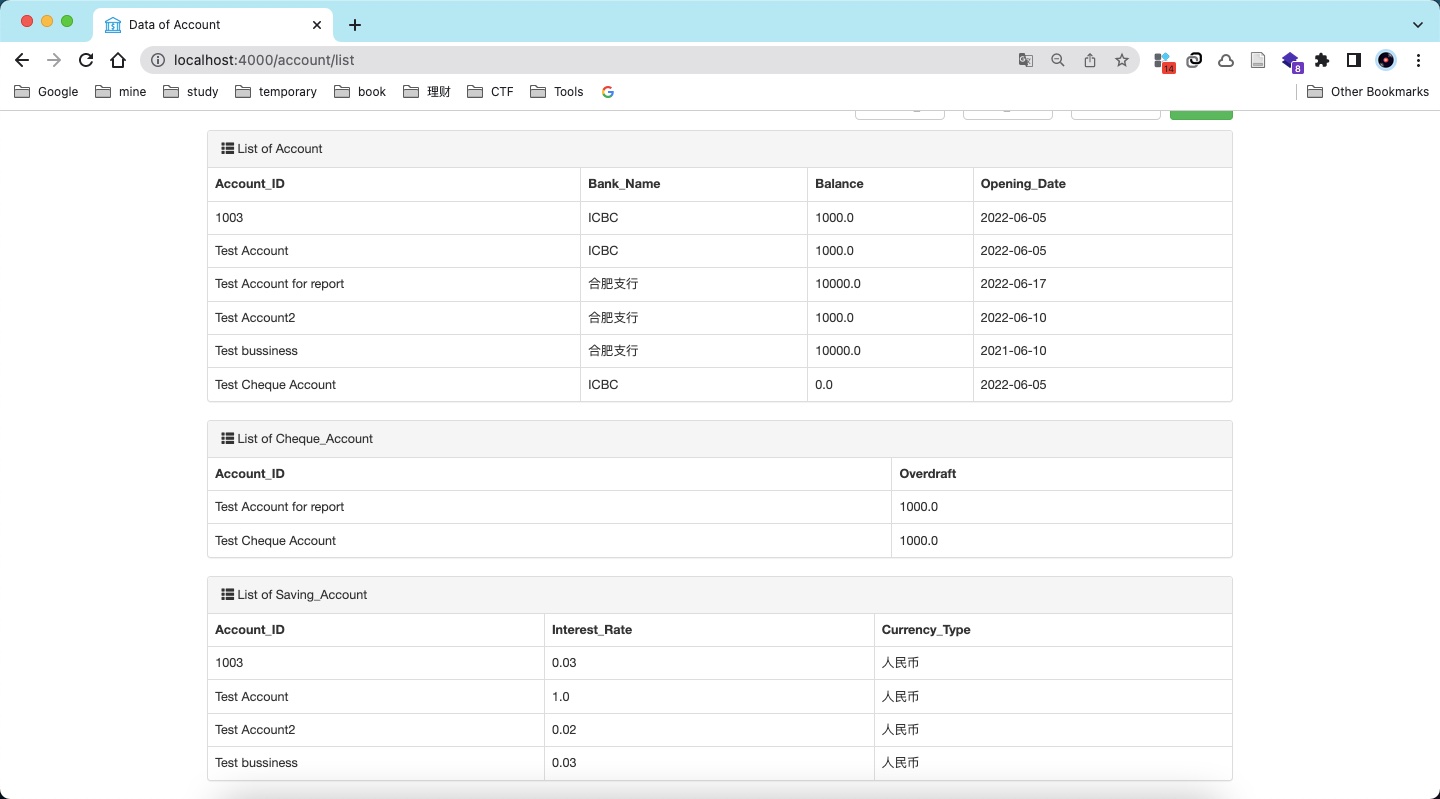 Data of Account
localhost:4000/account/list
14
8
Google mine study temporary book 理财 CTF Tools Other Bookmarks
List of Account
Account_ID Bank_Name Balance Opening_Date
1003 ICBC 1000.0 2022-06-05
Test Account ICBC 1000.0 2022-06-05
Test Account for report 合肥支行 10000.0 2022-06-17
Test Account2 合肥支行 1000.0 2022-06-10
Test bussiness 合肥支行 10000.0 2021-06-10
Test Cheque Account ICBC 0.0 2022-06-05
List of Cheque_Account
Account_ID Overdraft
Test Account for report 1000.0
Test Cheque Account 1000.0
List of Saving_Account
Account_ID Interest_Rate Currency_Type
1003 0.03 人民币
Test Account 1.0 人民币
Test Account2 0.02 人民币
Test bussiness 0.03 人民币